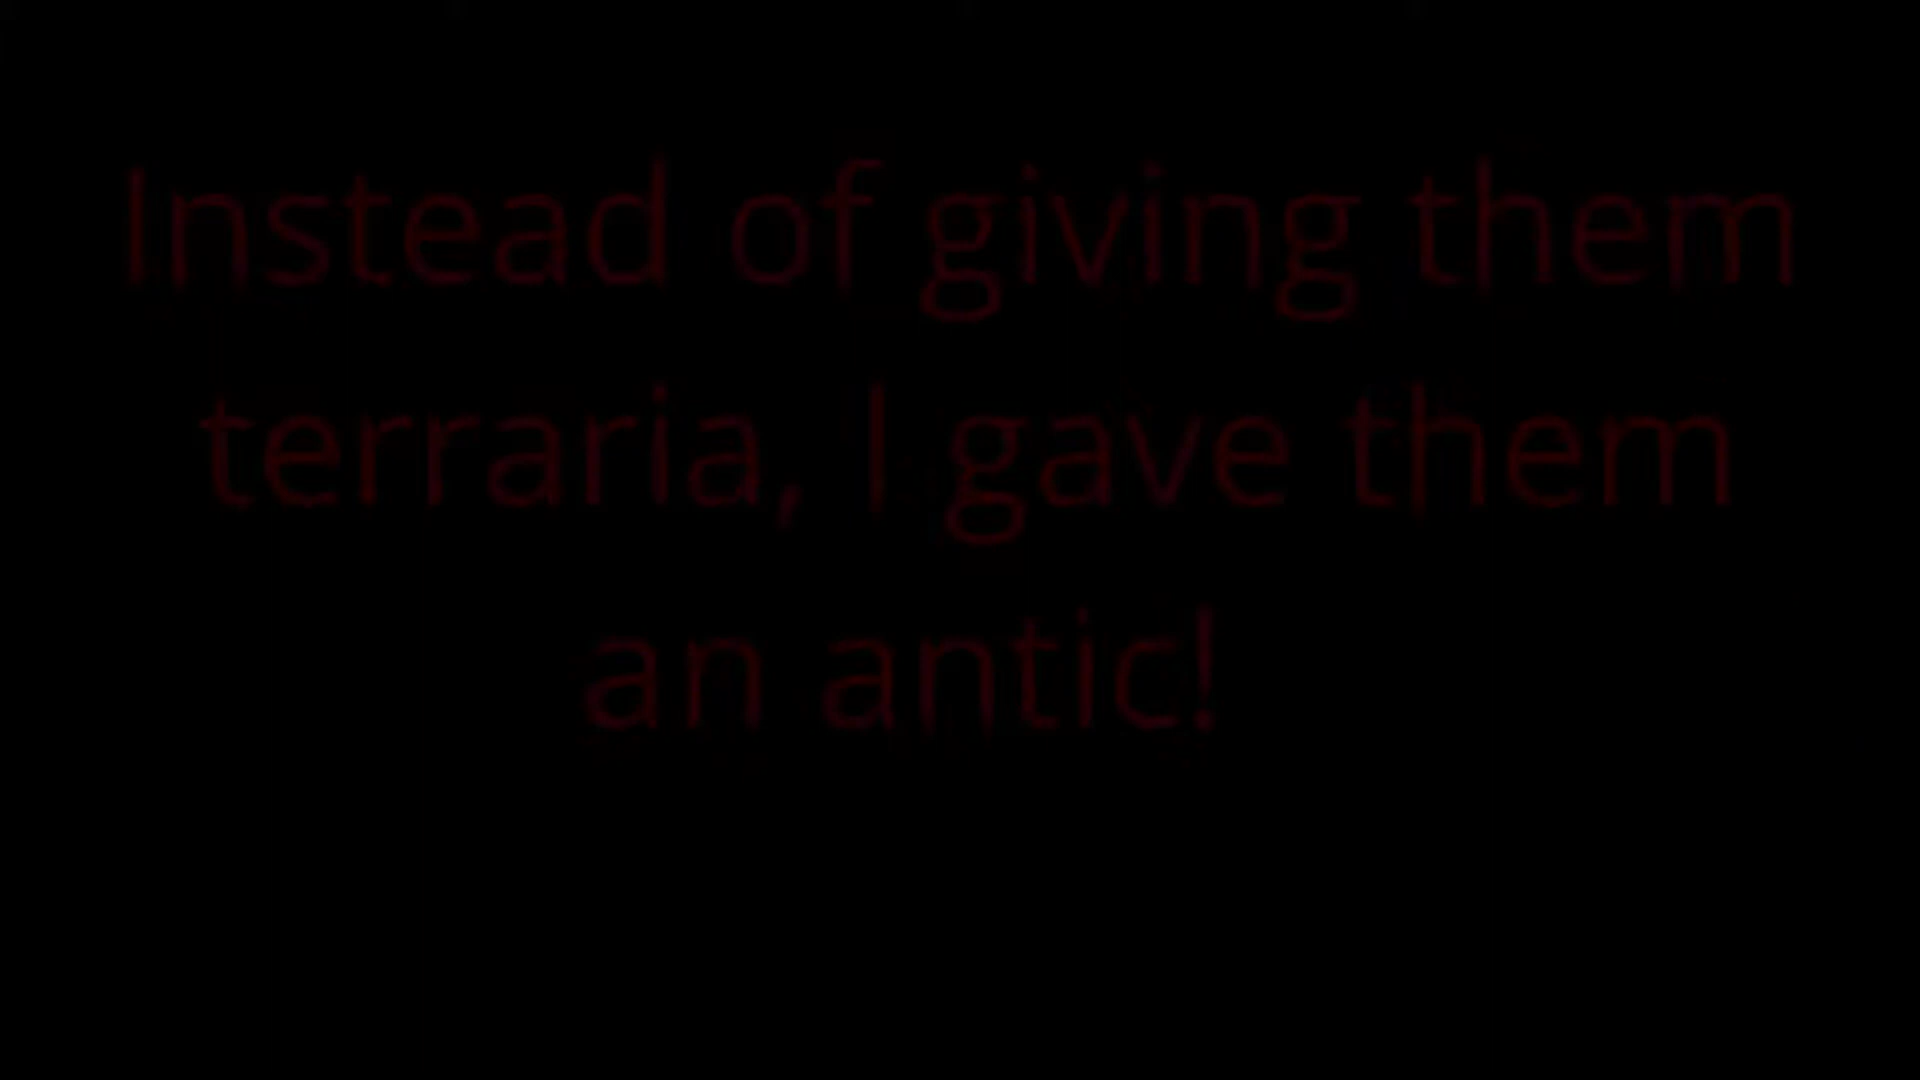 Instead of giving them
terraria, I gave them
an antic!